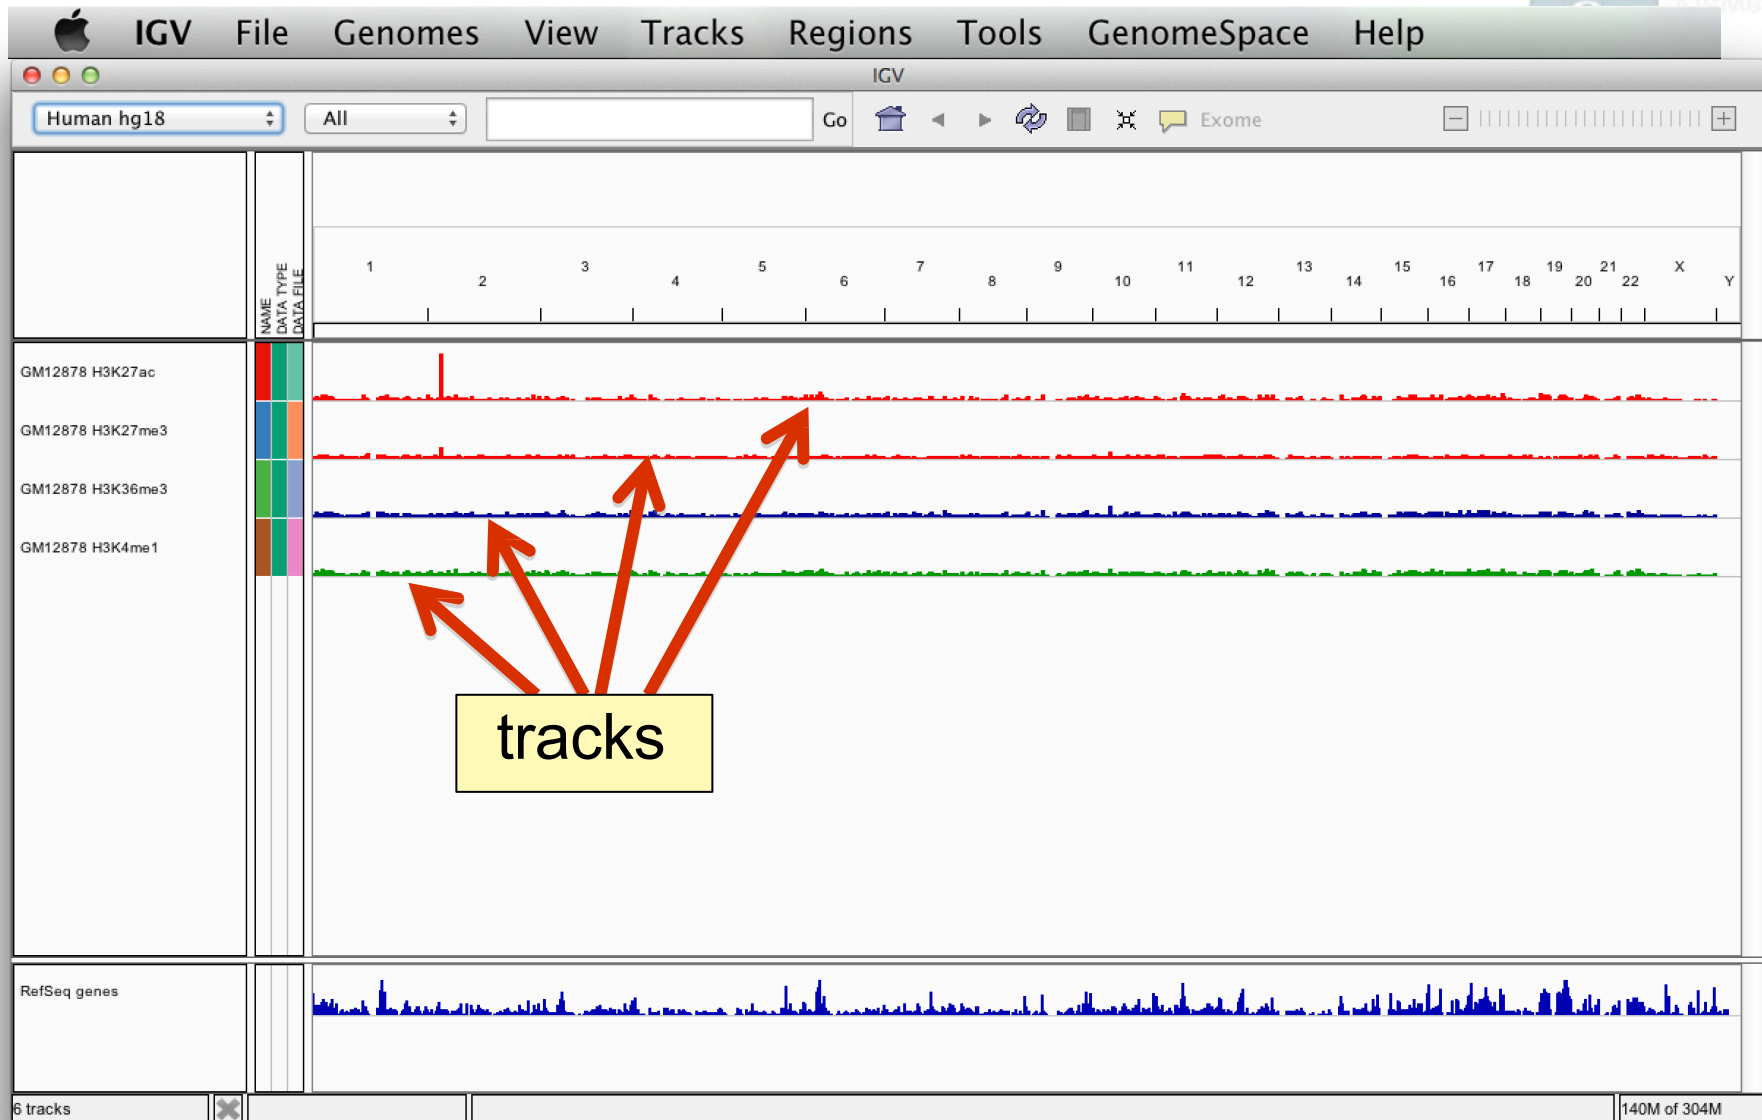 IGV File Genomes View Tracks Regions Tools GenomeSpace Help
IGV
Human hg18 All Go Exome
NAME
DATA TYPE
DATA FILE
1 2 3 4 5 6 7 8 9 10 11 12 13 14 15 16 17 18 19 20 21 22 X Y
GM12878 H3K27ac
GM12878 H3K27me3
GM12878 H3K36me3
GM12878 H3K4me1
tracks
RefSeq genes
6 tracks 140M of 304M